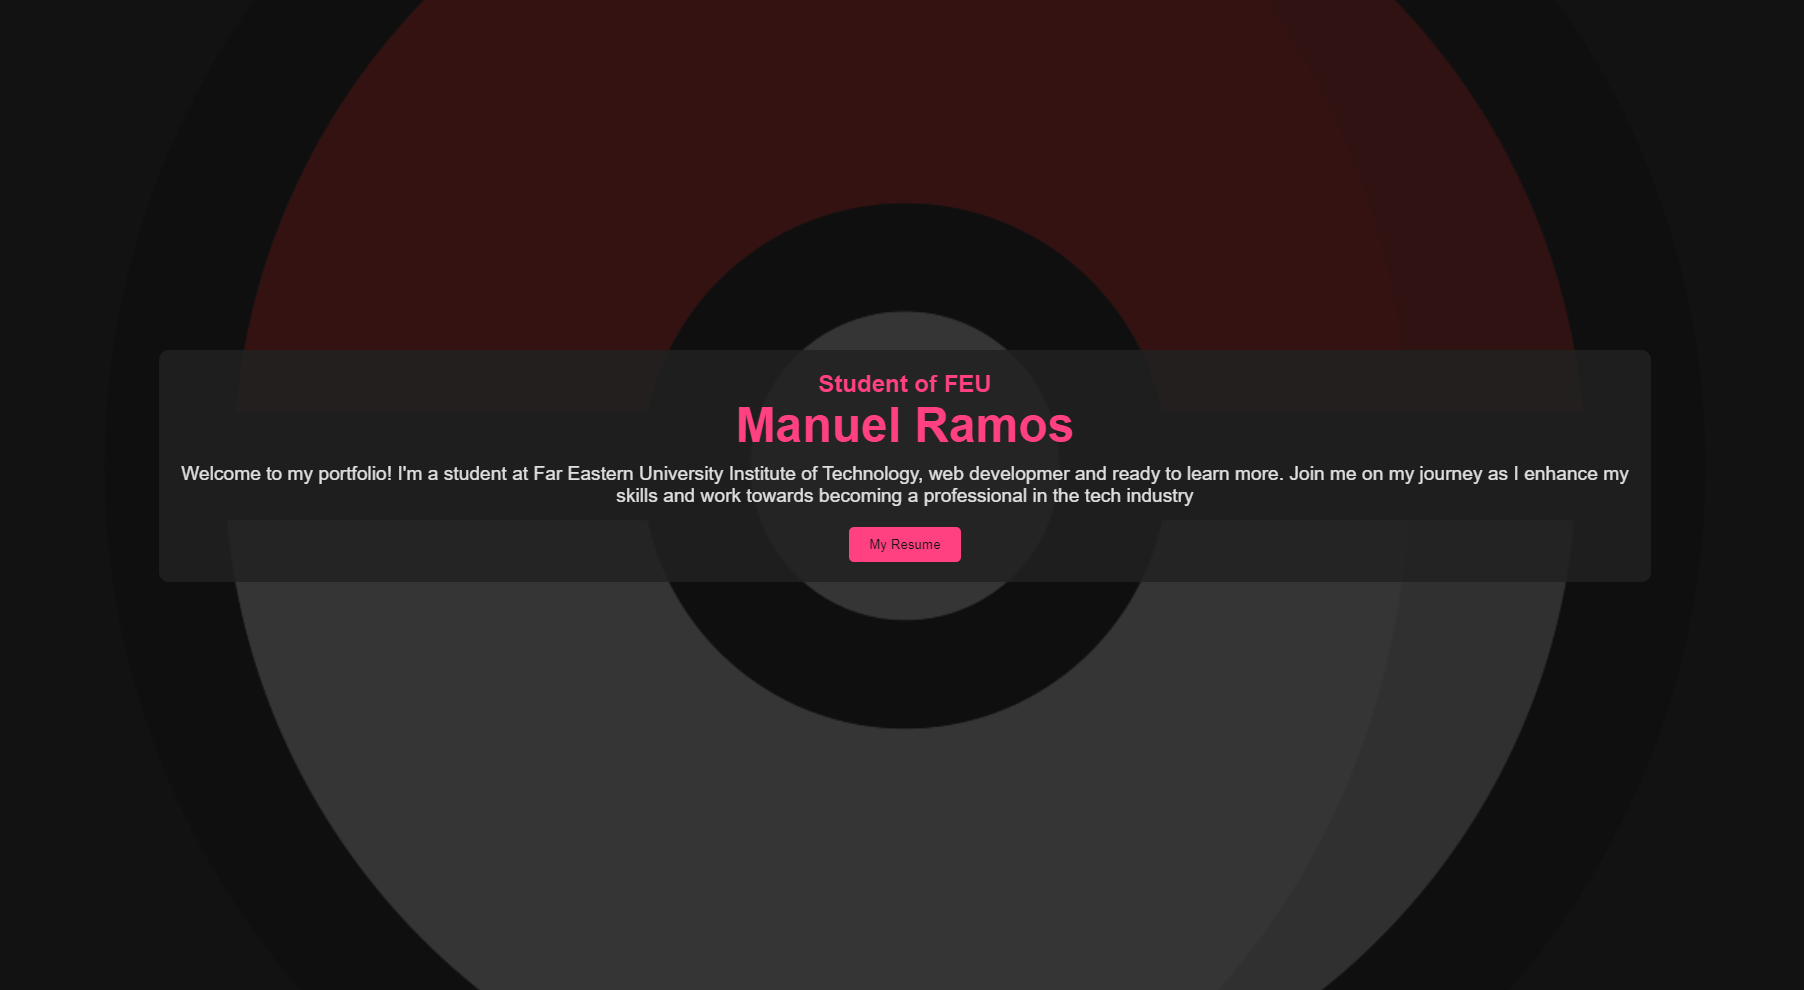 Student of FEU
Manuel Ramos
Welcome to my portfolio! I'm a student at Far Eastern University Institute of Technology, web developmer and ready to learn more. Join me on my journey as I enhance my
skills and work towards becoming a professional in the tech industry
My Resume